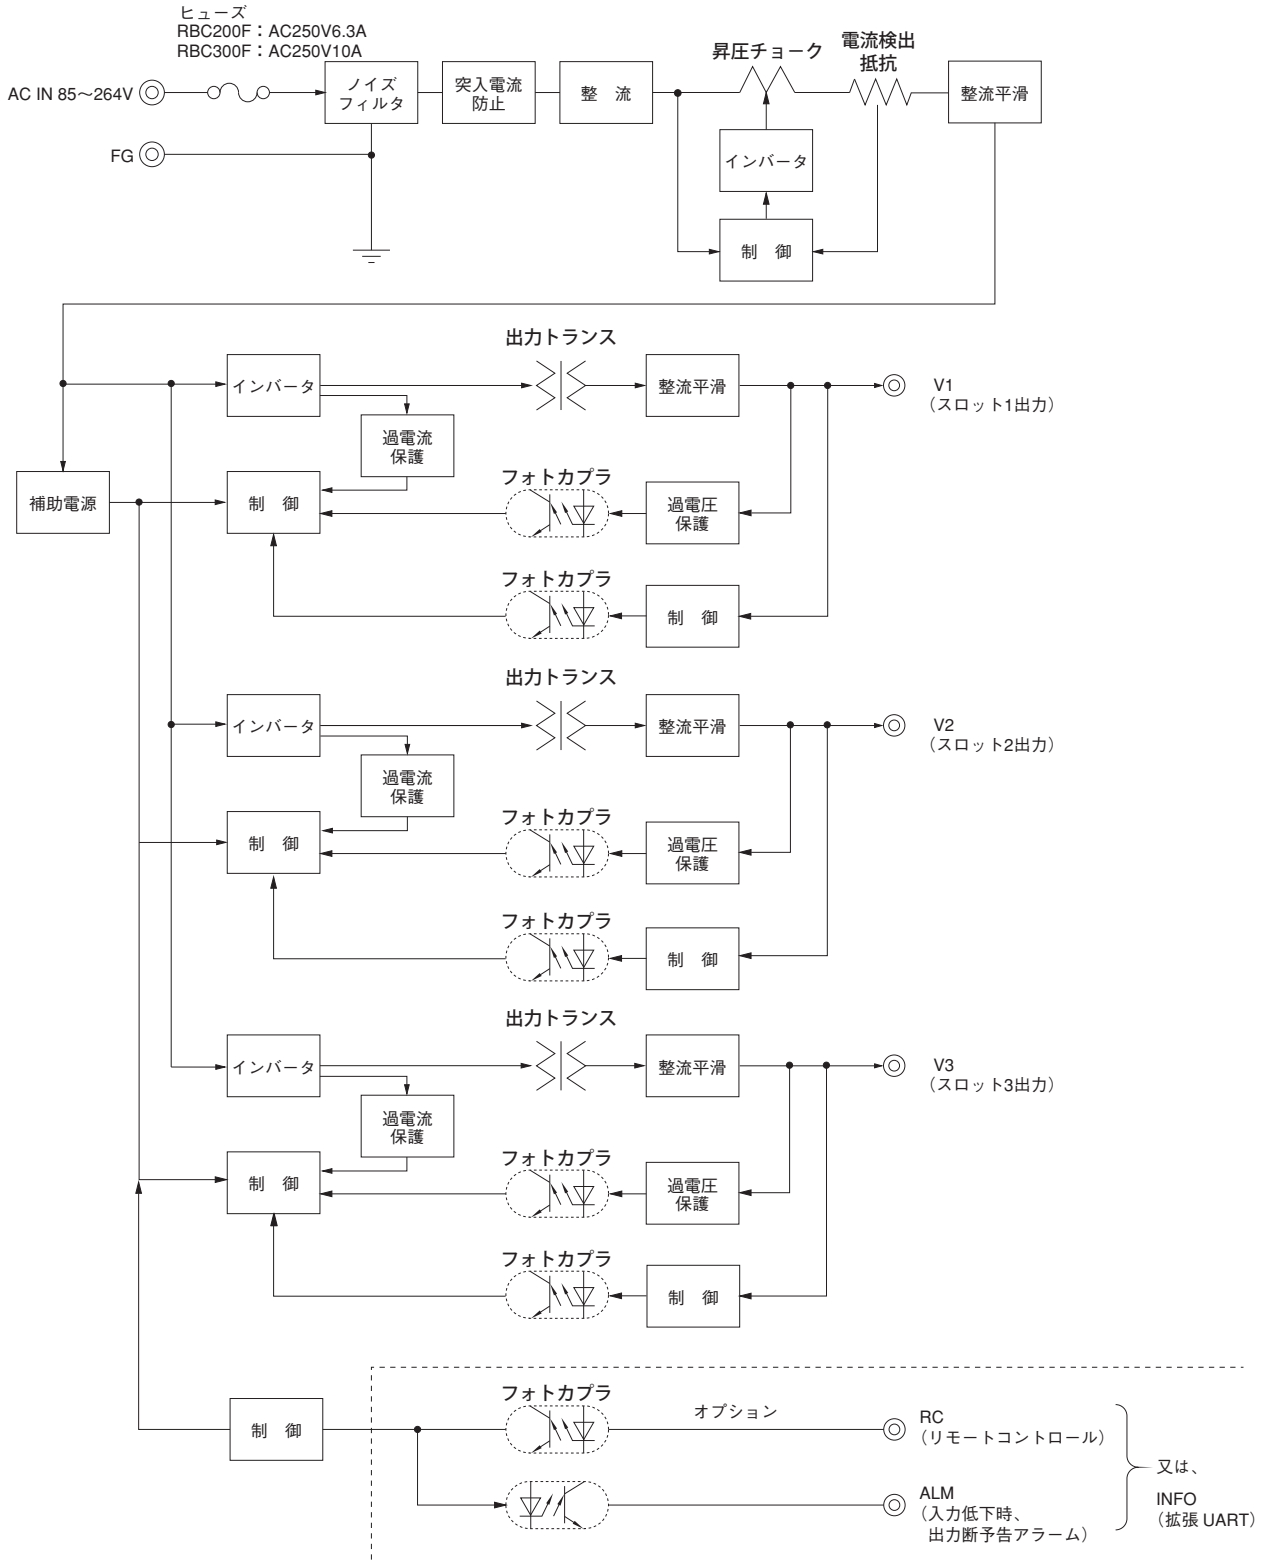 ヒューズ
RBC200F：AC250V6.3A
RBC300F：AC250V10A
AC IN 85～264V
ノイズ
フィルタ
突入電流
防止
整　流
昇圧チョーク
電流検出
抵抗
整流平滑
FG
インバータ
制　御
出力トランス
インバータ
整流平滑
V1
（スロット1出力）
過電流
保護
補助電源
制　御
フォトカプラ
過電圧
保護
フォトカプラ
制　御
出力トランス
インバータ
整流平滑
V2
（スロット2出力）
過電流
保護
制　御
フォトカプラ
過電圧
保護
フォトカプラ
制　御
出力トランス
インバータ
整流平滑
V3
（スロット3出力）
過電流
保護
制　御
フォトカプラ
過電圧
保護
フォトカプラ
制　御
制　御
フォトカプラ
オプション
RC
（リモートコントロール）
ALM
（入力低下時、
出力断予告アラーム）
又は、
INFO
（拡張 UART）